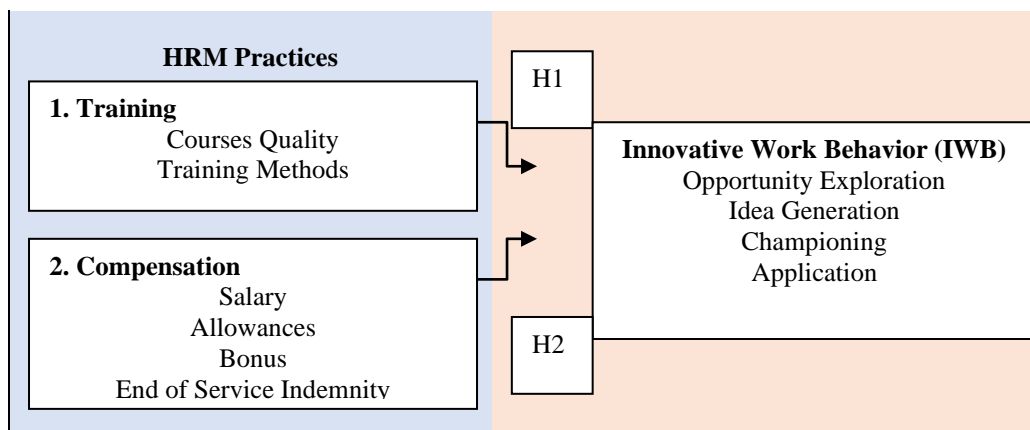 HRM Practices
1. Training
Courses Quality
Training Methods
2. Compensation
Salary
Allowances
Bonus
End of Service Indemnity
H1
H2
Innovative Work Behavior (IWB)
Opportunity Exploration
Idea Generation
Championing
Application